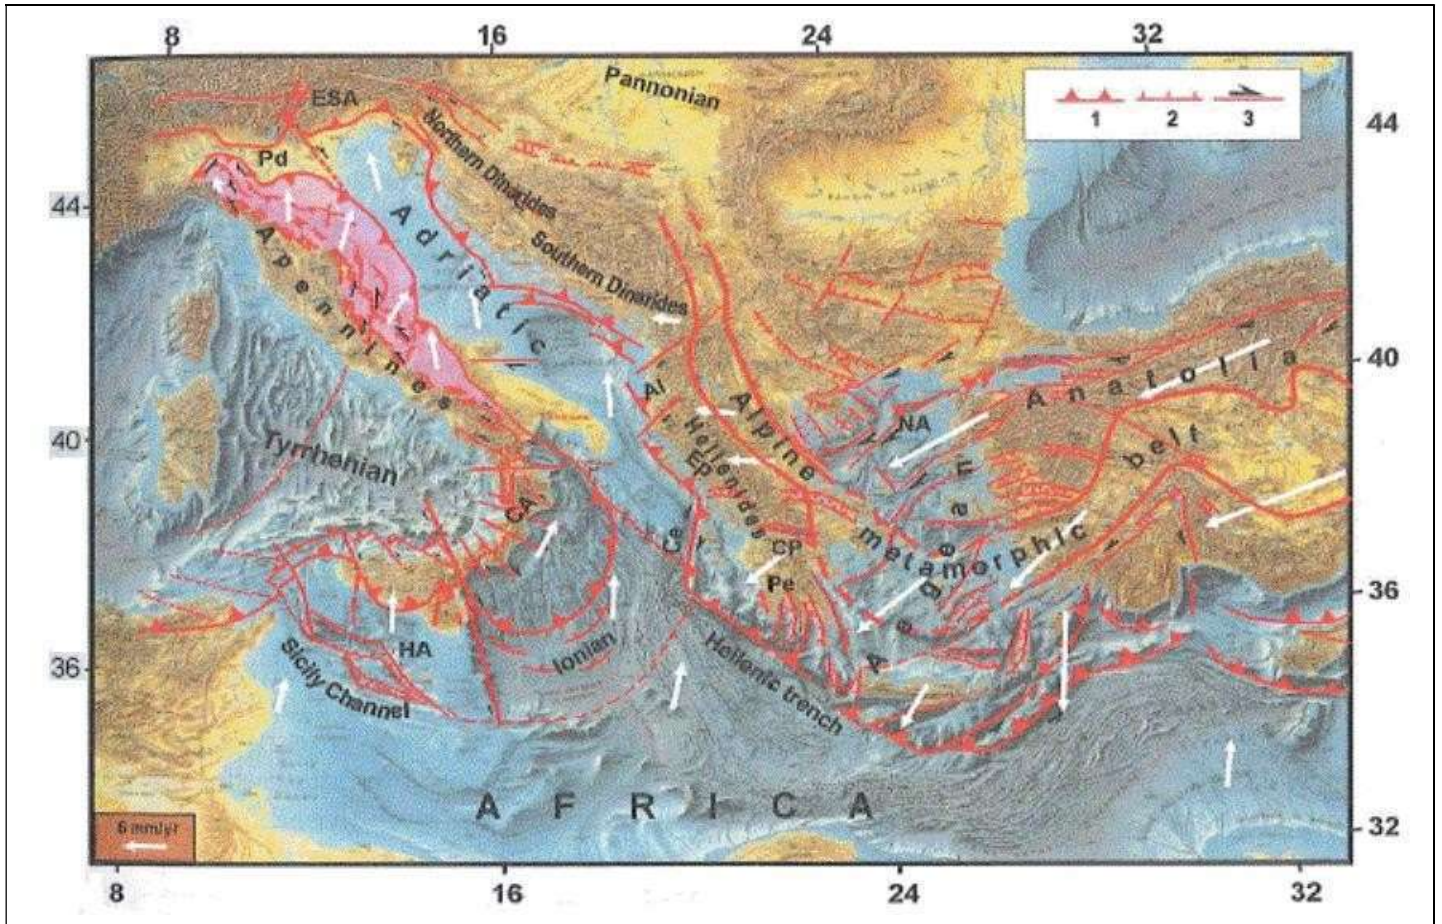 8 16 24 32
Pannonian
ESA
1 2 3
44
Pd
Northern Dinarides
44
Adriatic
Southern Dinarides
Apennines
40
Anatolia
Al
Alpine
NA
40
Tyrrhenian
Hellenides
EP
belt
CA
Ce
CP
metamorphic
Pe
Aegean
36
HA
Ionian
36
Sicily Channel
Hellenic trench
AFRICA
6 mm/yr
32
8 16 24 32